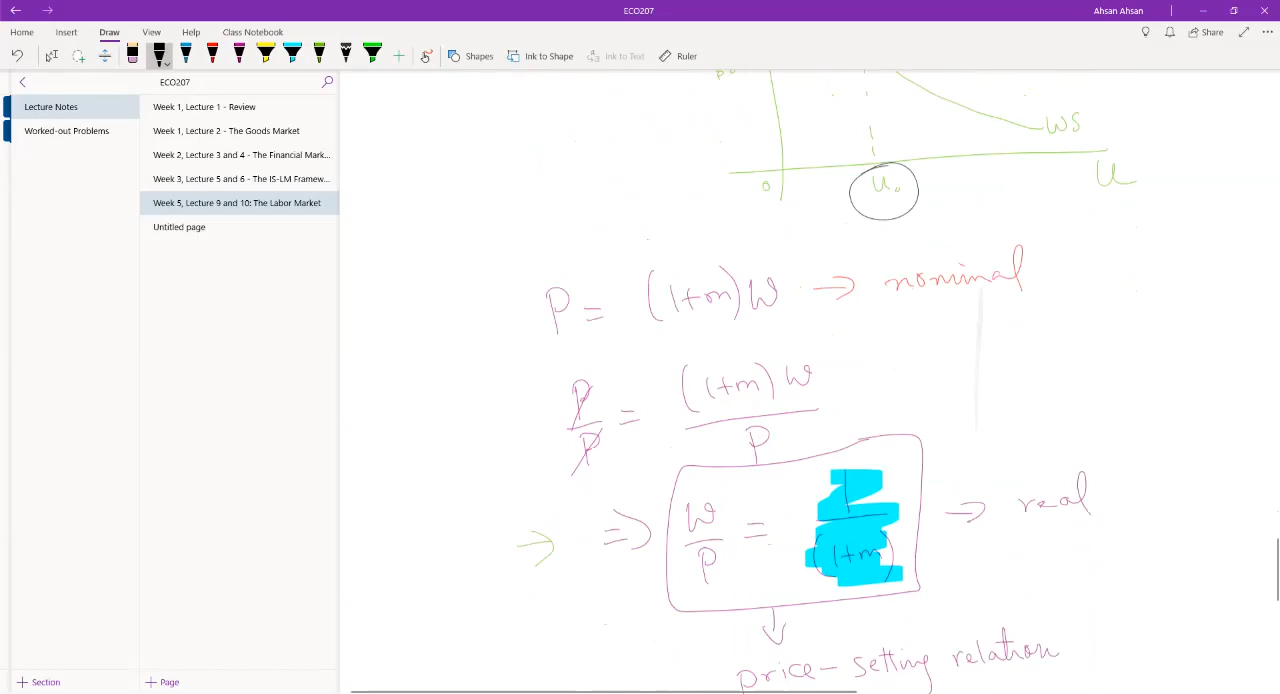 ECO207
Ahsan Ahsan
Home Insert Draw View Help Class Notebook
Share
Shapes Ink to Shape Ink to Text Ruler
ECO207
Lecture Notes
Worked-out Problems
Week 1, Lecture 1 - Review
Week 1, Lecture 2 - The Goods Market
Week 2, Lecture 3 and 4 - The Financial Mark...
Week 3, Lecture 5 and 6 - The IS-LM Framew...
Week 5, Lecture 9 and 10: The Labor Market
Untitled page
WS
0 u₀ u
P = (1+m)W → nominal
P/P = (1+m)W/P
→ => W/P = 1/(1+m) → real
price-setting relation
+ Section + Page